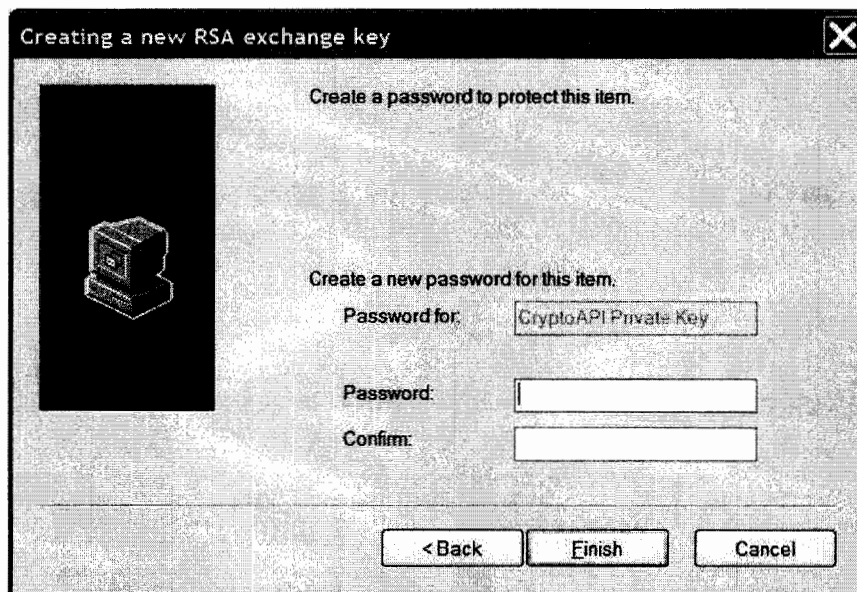 Creating a new RSA exchange key
Create a password to protect this item.
Create a new password for this item.
Password for: CryptoAPI Private Key
Password:
Confirm:
< Back Finish Cancel